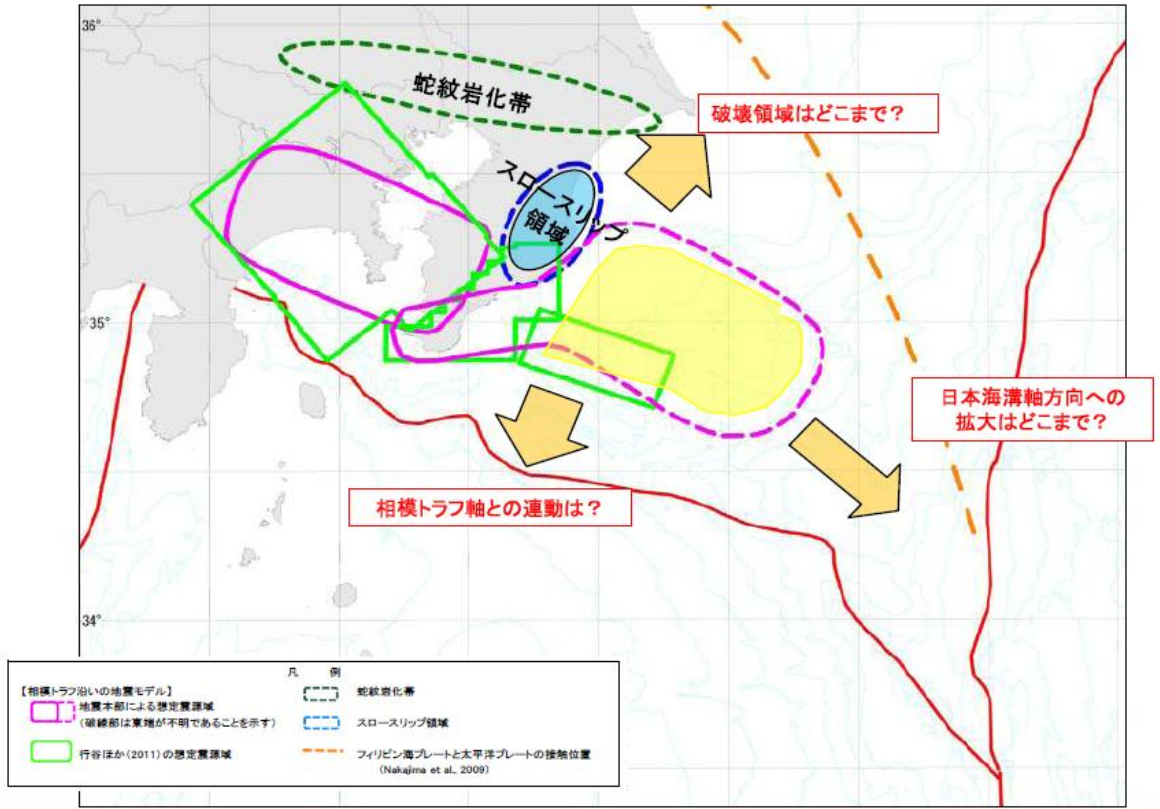 36°
蛇紋岩化帯
破壊領域はどこまで？
スロースリップ
領域
35°
日本海溝軸方向への
拡大はどこまで？
相模トラフ軸との連動は？
34°
凡 例
【相模トラフ沿いの地震モデル】
地震本部による想定震源域
(破線部は東端が不明であることを示す)
行谷ほか(2011)の想定震源域
蛇紋岩化帯
スロースリップ領域
フィリピン海プレートと太平洋プレートの接触位置
(Nakajima et al., 2009)